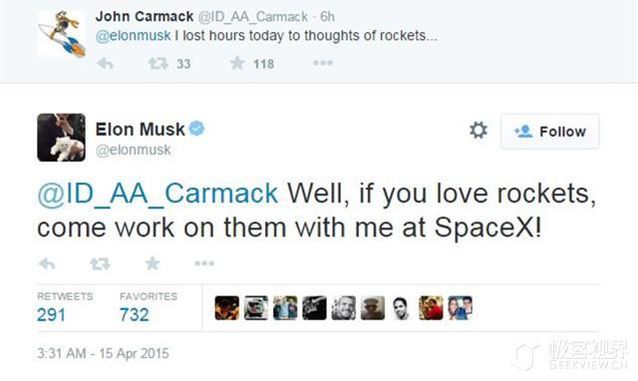 John Carmack @ID_AA_Carmack · 6h
@elonmusk I lost hours today to thoughts of rockets...
33 118
Elon Musk
@elonmusk
Follow
@ID_AA_Carmack Well, if you love rockets,
come work on them with me at SpaceX!
RETWEETS FAVORITES
291 732
3:31 AM - 15 Apr 2015
极客视界
GEEKVIEW.CN